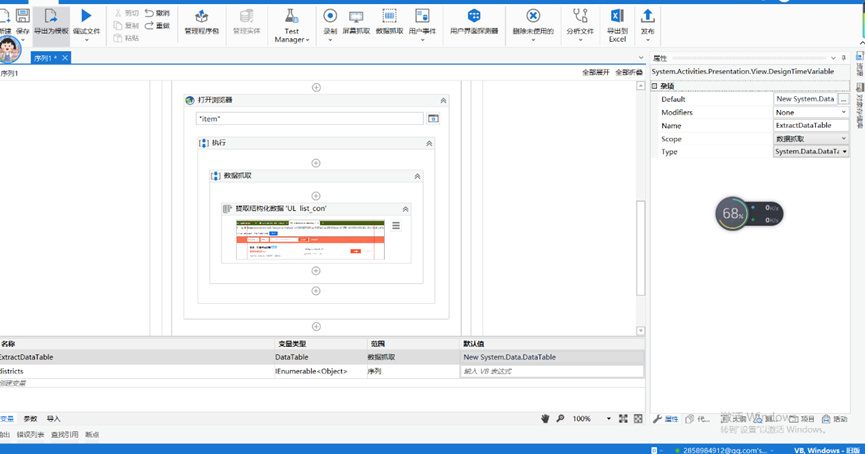 新建 保存 导出为模板 调试文件
剪切 撤消
复制 重做
粘贴
管理程序包 管理实体 Test Manager 录制 屏幕抓取 数据抓取 用户事件 用户界面探测器 删除未使用的 分析文件 导出到 Excel 发布
序列1 *
序列1
全部展开 全部折叠
打开浏览器
"item"
执行
数据抓取
提取结构化数据 'UL list_con'
属性
System.Activities.Presentation.View.DesignTimeVariable
杂项
Default New System.Data ...
Modifiers None
Name ExtractDataTable
Scope 数据抓取
Type System.Data.DataTa
68%
名称 变量类型 范围 默认值
ExtractDataTable DataTable 数据抓取 New System.Data.DataTable
districts IEnumerable<Object> 序列 输入 VB 表达式
创建变量
变量 参数 导入
100%
属性 代... 大纲 项目 活动
激活 Windows
转到"设置"以激活 Windows。
输出 错误列表 查找引用 断点
2858984912@qq.com's... VB, Windows - 旧版